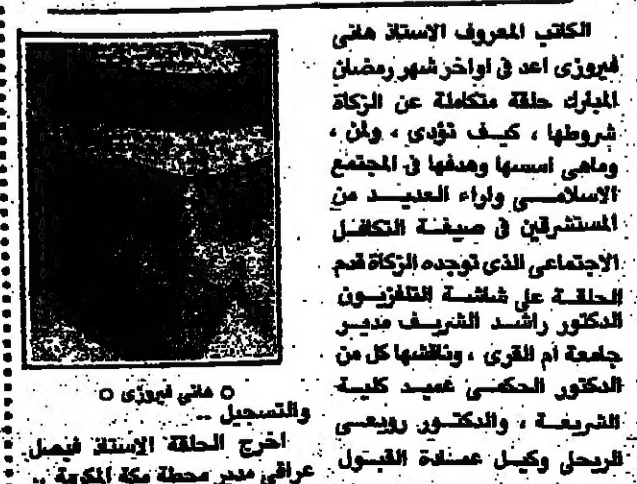 الكاتب المعروف الاستاذ هانى
فيروزى اعد فى اواخر شهر رمضان
المبارك حلقة متكاملة عن الزكاة
شروطها ، كيف تؤدى ، ولمن ،
وماهى اسسها وهدفها فى المجتمع
الاسلامى ولراء العديد من
المستشرقين فى صيغة التكافل
الاجتماعى الذى توجده الزكاة قدم
الحلقة على شاشة التلفزيون
الدكتور راشد الشريف مدير
جامعة ام القرى ، وناقشها كل من
الدكتور الحكمى عميد كلية
الشريعة ، والدكتور رويعى
الريحلى وكيل عمادة القبول
والتسجيل ..
اخرج الحلقة الاستاذ فيصل
عراقى مدير محطة مكة المكرمة ..
○ هانى فيروزى ○